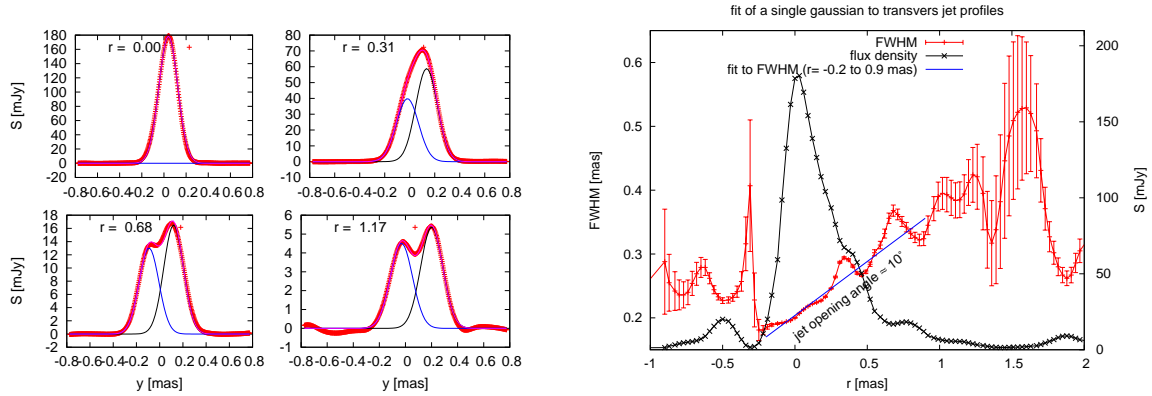 S [mJy]
180
160
140
120
100
80
60
40
20
0
r = 0.00
-0.8-0.6-0.4-0.2 0 0.2 0.4 0.6 0.8
80
70
60
50
40
30
20
10
0
-10
r = 0.31
-0.8-0.6-0.4-0.2 0 0.2 0.4 0.6 0.8
S [mJy]
18
16
14
12
10
8
6
4
2
0
-2
r = 0.68
-0.8-0.6-0.4-0.2 0 0.2 0.4 0.6 0.8
y [mas]
6
5
4
3
2
1
0
-1
r = 1.17
-0.8-0.6-0.4-0.2 0 0.2 0.4 0.6 0.8
y [mas]
fit of a single gaussian to transvers jet profiles
FWHM
flux density
fit to FWHM (r= -0.2 to 0.9 mas)
FWHM [mas]
0.6
0.5
0.4
0.3
0.2
jet opening angle = 10°
S [mJy]
200
150
100
50
0
-1 -0.5 0 0.5 1 1.5 2
r [mas]